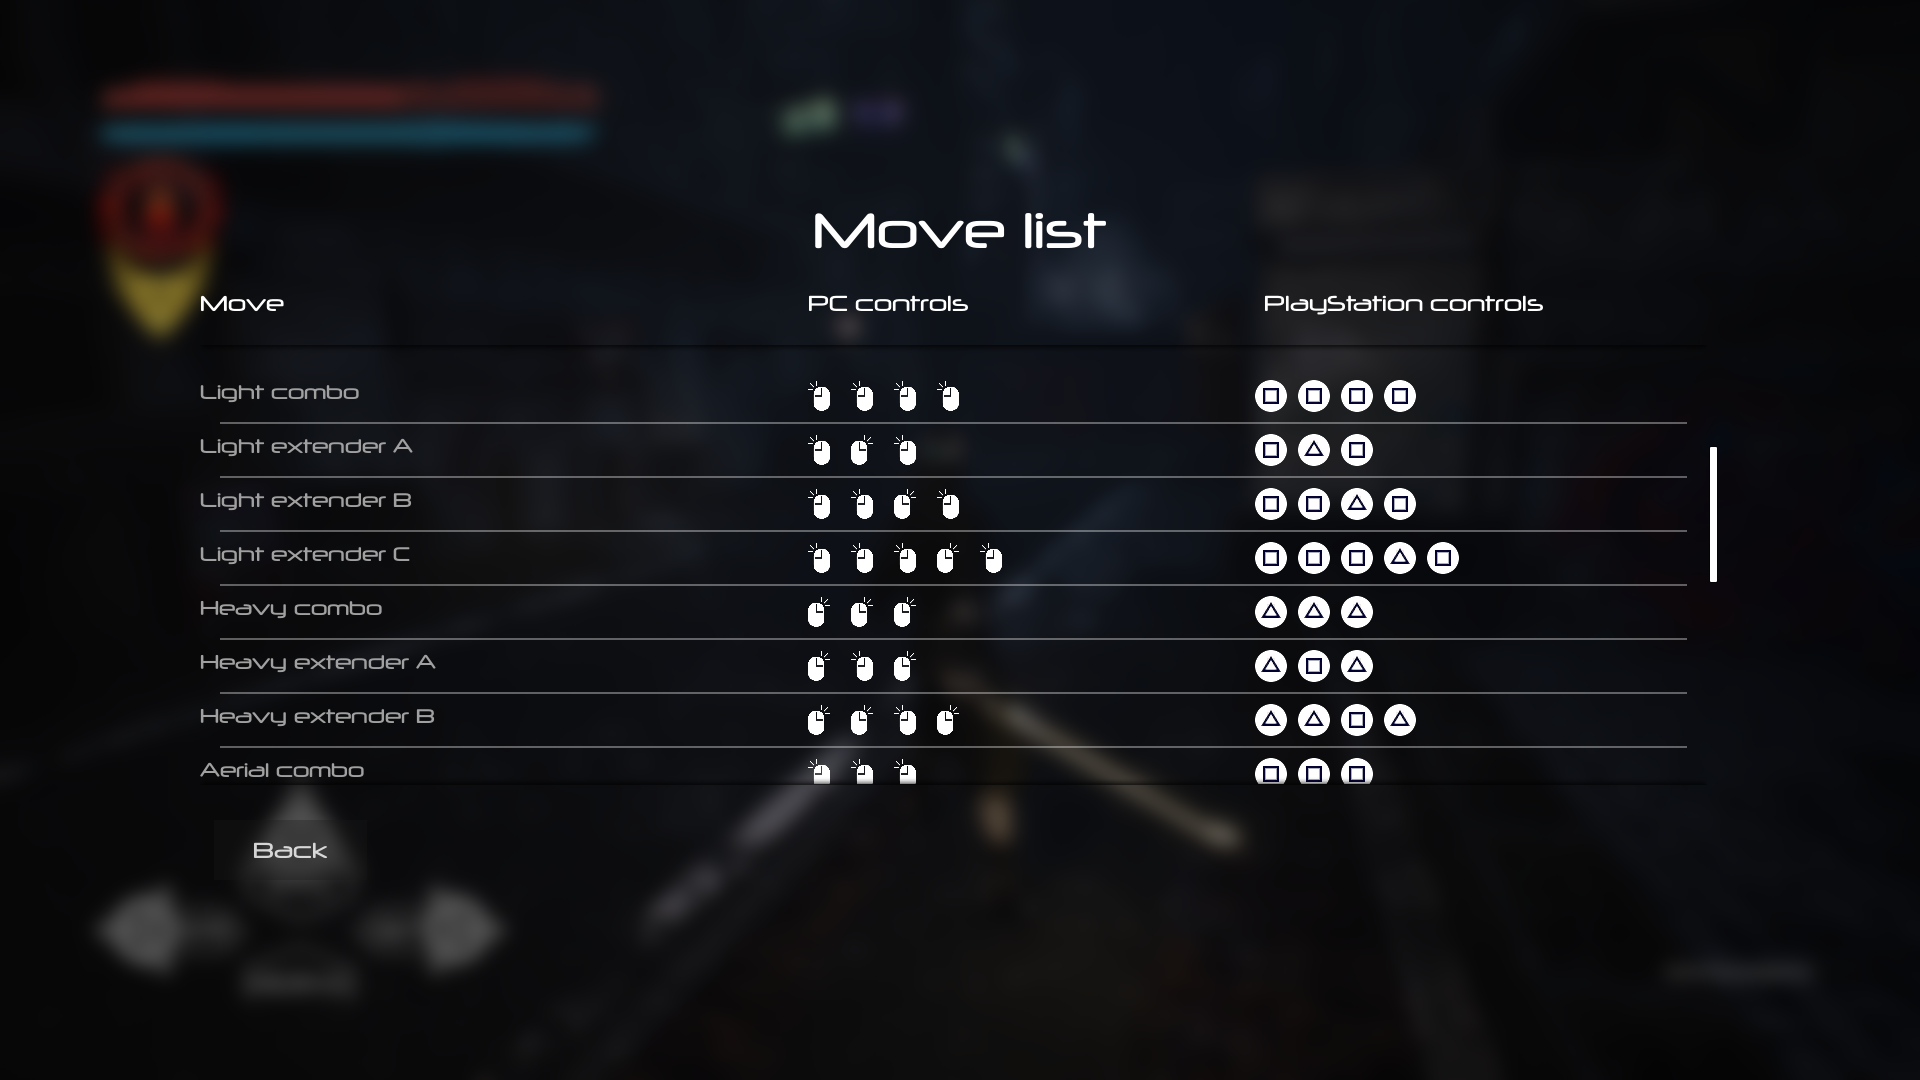 Move list
Move PC controls PlayStation controls
Light combo
Light extender A
Light extender B
Light extender C
Heavy combo
Heavy extender A
Heavy extender B
Aerial combo
Back